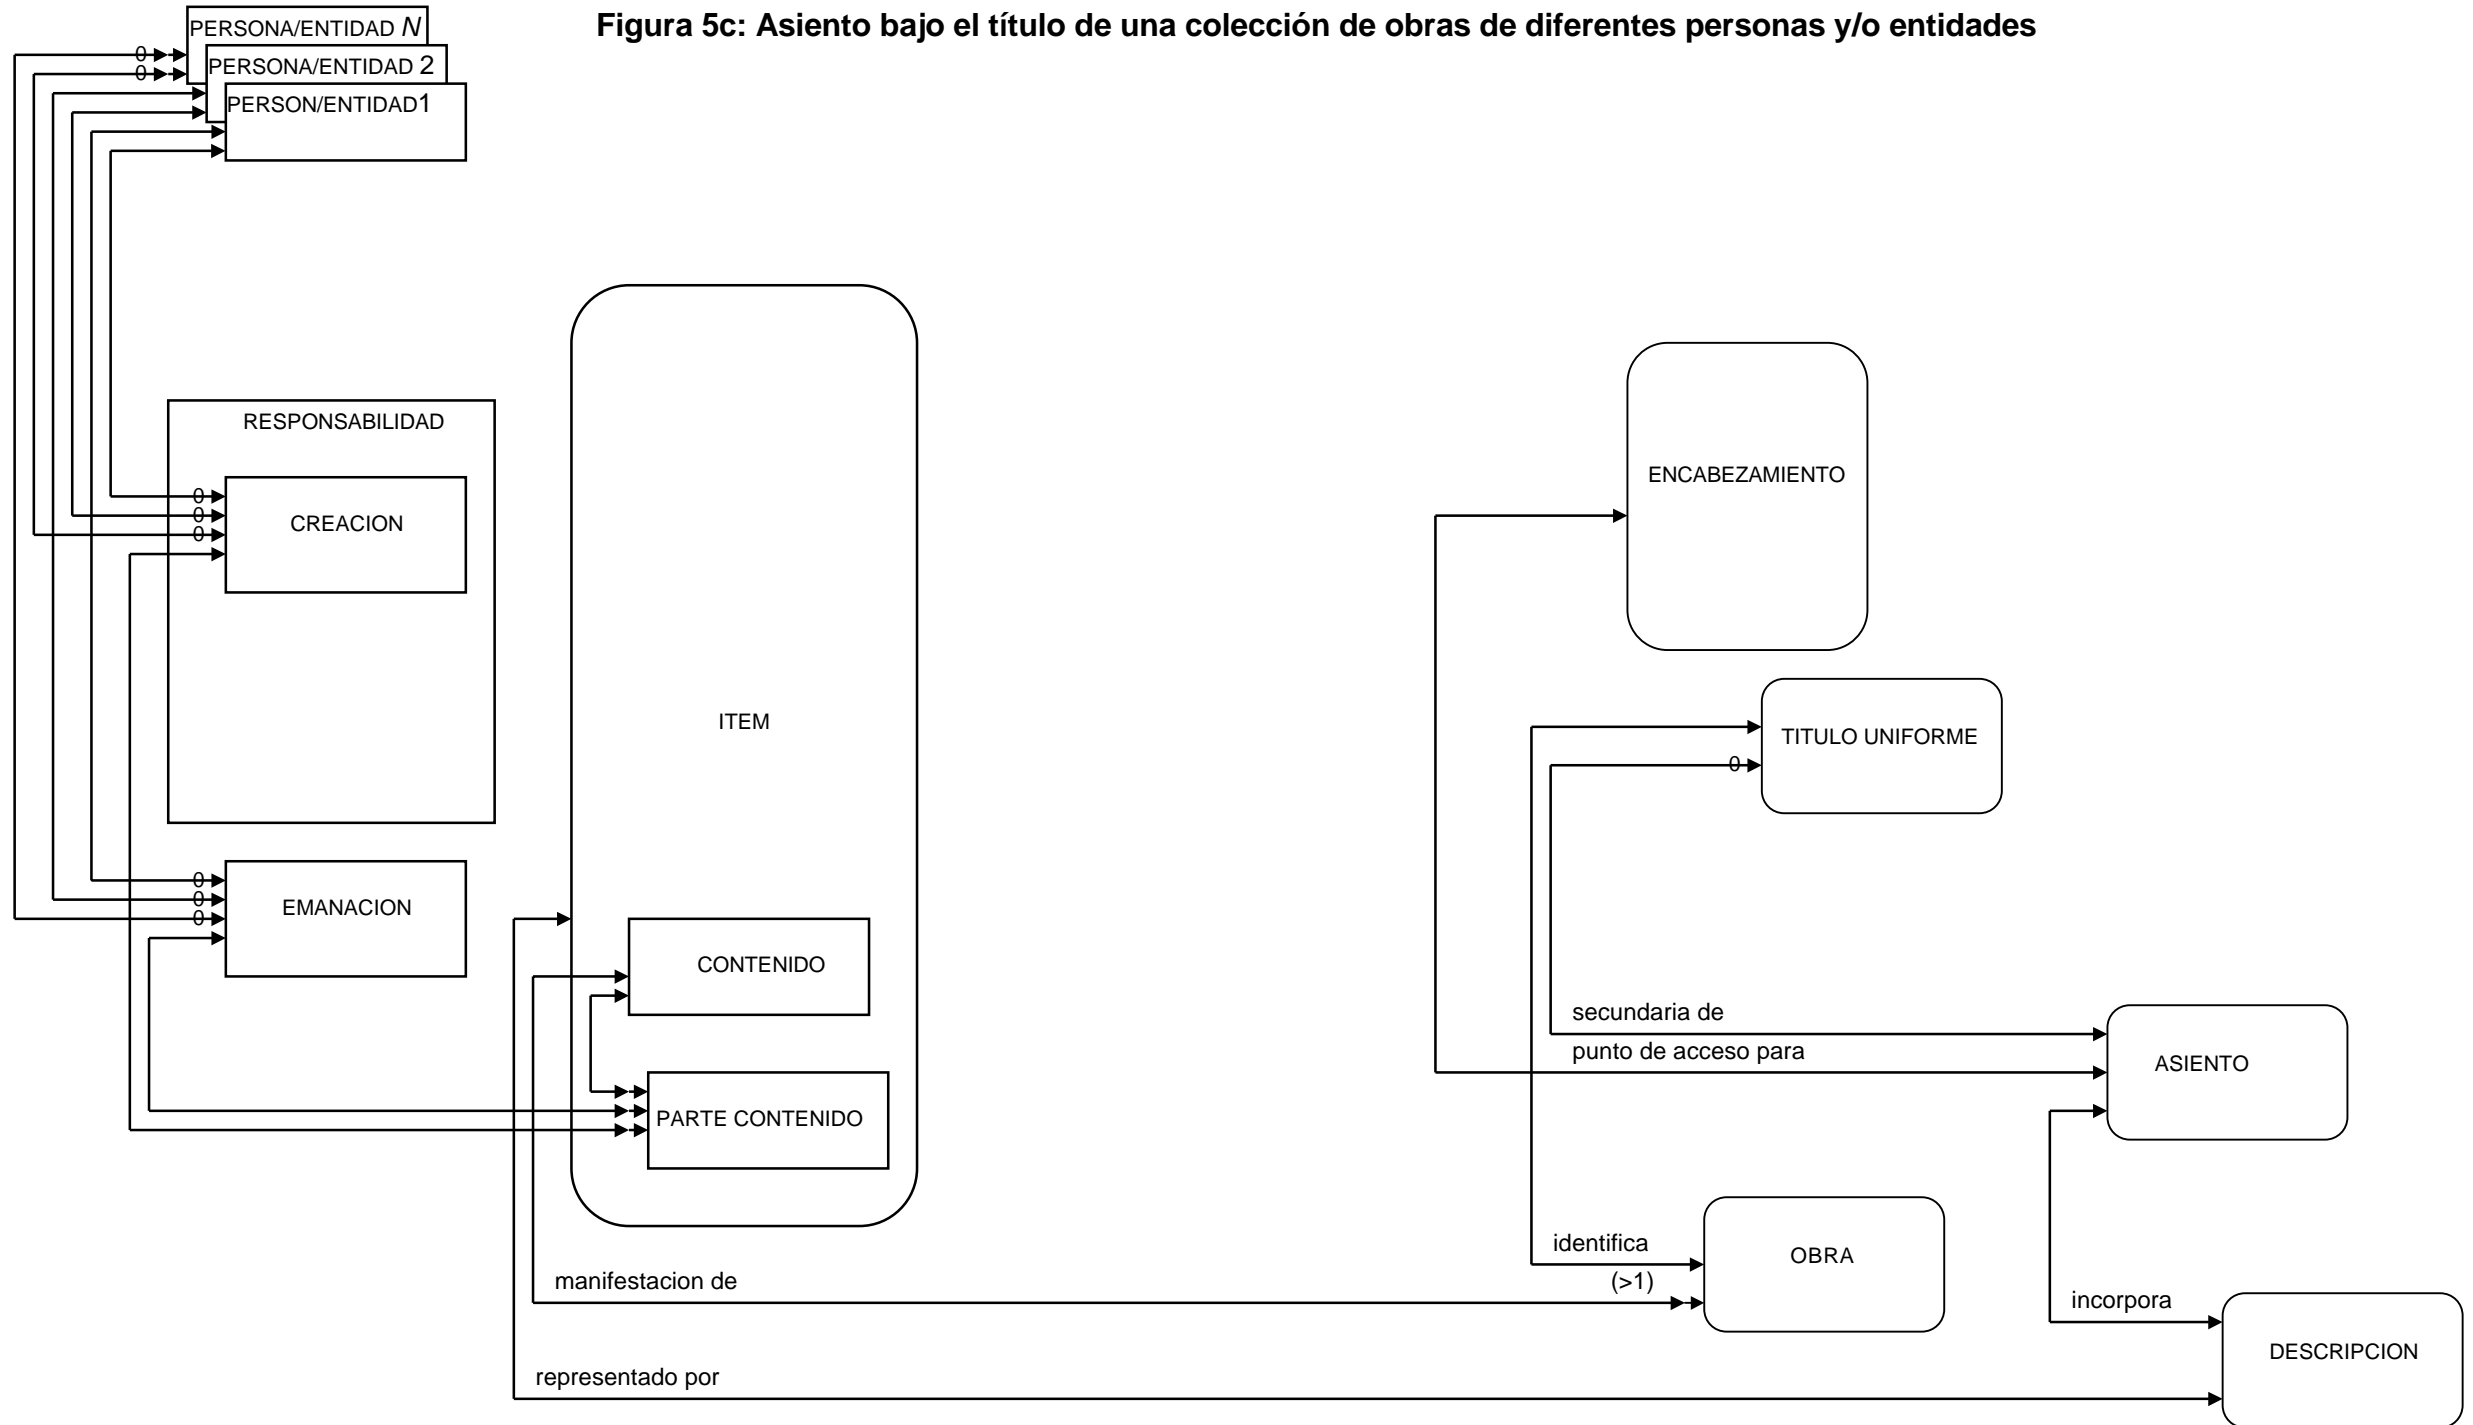 Figura 5c: Asiento bajo el título de una colección de obras de diferentes personas y/o entidades
PERSONA/ENTIDAD N
0
PERSONA/ENTIDAD 2
0
PERSON/ENTIDAD1
RESPONSABILIDAD
ENCABEZAMIENTO
0
0
CREACION
0
ITEM
TITULO UNIFORME
0
0
0
EMANACION
0
CONTENIDO
secundaria de
punto de acceso para
ASIENTO
PARTE CONTENIDO
identifica
OBRA
manifestacion de
(>1)
incorpora
DESCRIPCION
representado por